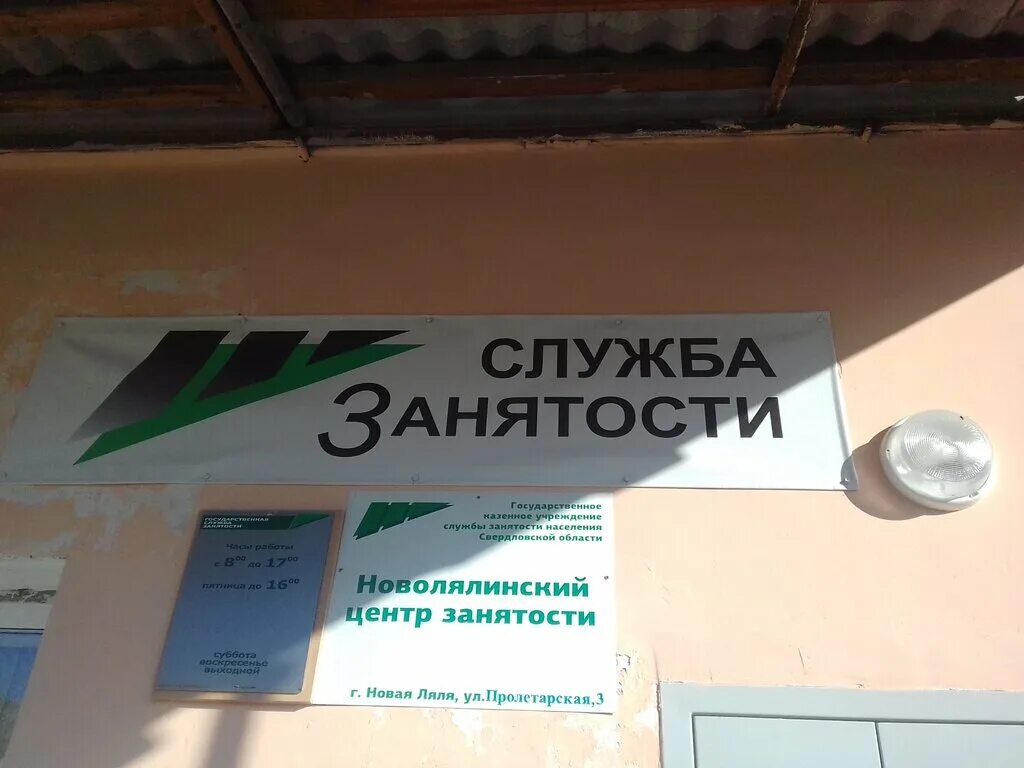 СЛУЖБА
ЗАНЯТОСТИ
ГОСУДАРСТВЕННАЯ
СЛУЖБА
ЗАНЯТОСТИ
Часы работы
с 8⁰⁰ до 17⁰⁰
пятница до 16⁰⁰
суббота
воскресенье
выходной
Государственное
казенное учреждение
службы занятости населения
Свердловской области
Новолялинский
центр занятости
г. Новая Ляля, ул.Пролетарская,3